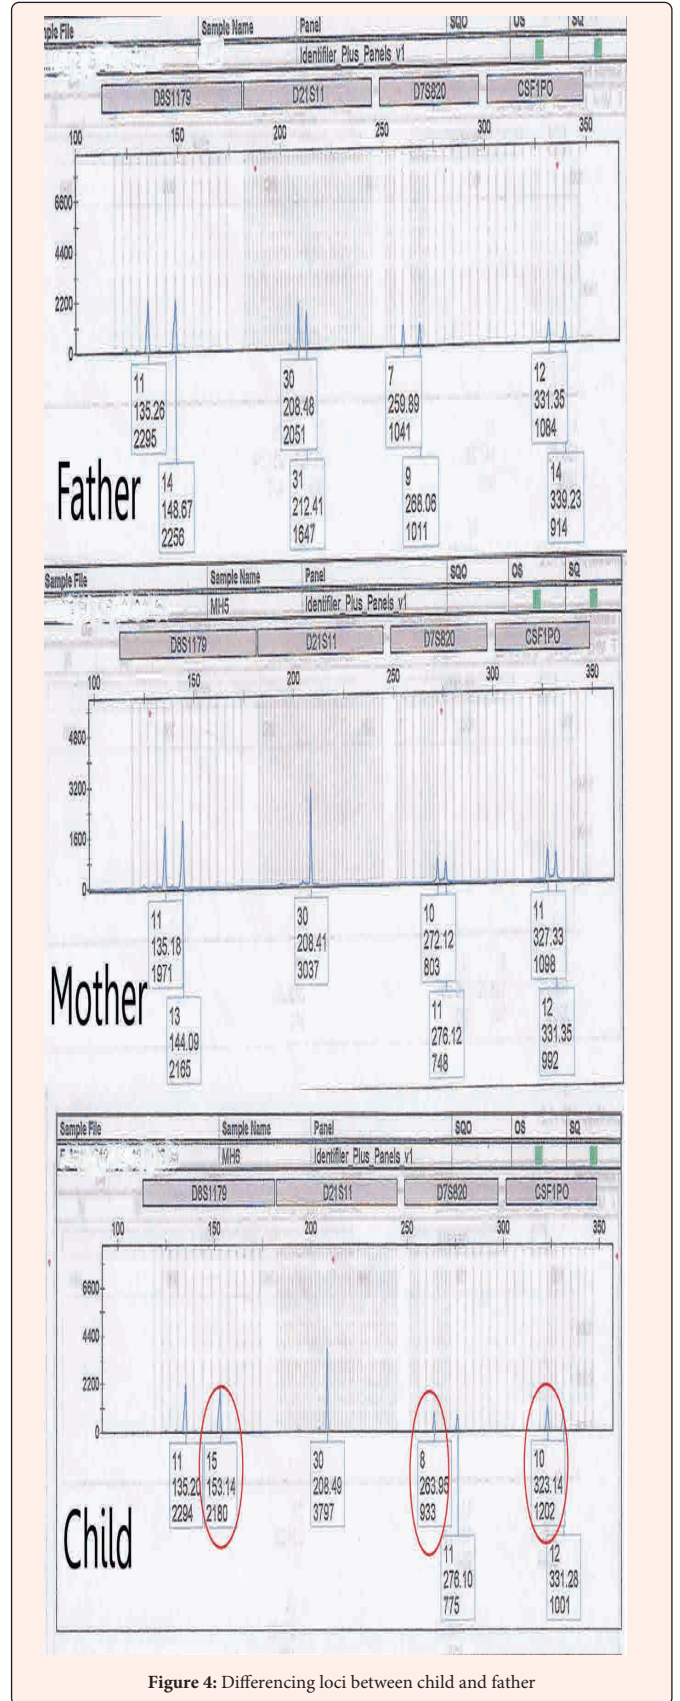 ple File Sample Name Panel SQO OS SQ
Identifiler_Plus_Panels_v1
D8S1179 D21S11 D7S820 CSF1PO
100 150 200 250 300 350
6600
4400
2200
0
11 30 7 12
135.26 208.48 259.89 331.35
2295 2051 1041 1084
Father
14 31 9 14
148.67 212.41 268.06 339.23
2256 1647 1011 914
Sample File Sample Name Panel SQO OS SQ
MH5 Identifiler_Plus_Panels_v1
D8S1179 D21S11 D7S820 CSF1PO
100 150 200 250 300 350
4800
3200
1600
0
11 30 10 11
135.18 208.41 272.12 327.33
1971 3037 803 1098
Mother
13 11 12
144.09 276.12 331.35
2165 748 992
Sample File Sample Name Panel SQO OS SQ
MH6 Identifiler_Plus_Panels_v1
D8S1179 D21S11 D7S820 CSF1PO
100 150 200 250 300 350
6600
4400
2200
0
11 15 30 8 10
135.20 153.14 208.49 263.95 323.14
2294 2180 3797 933 1202
Child
11 12
276.10 331.28
775 1001
Figure 4: Differencing loci between child and father